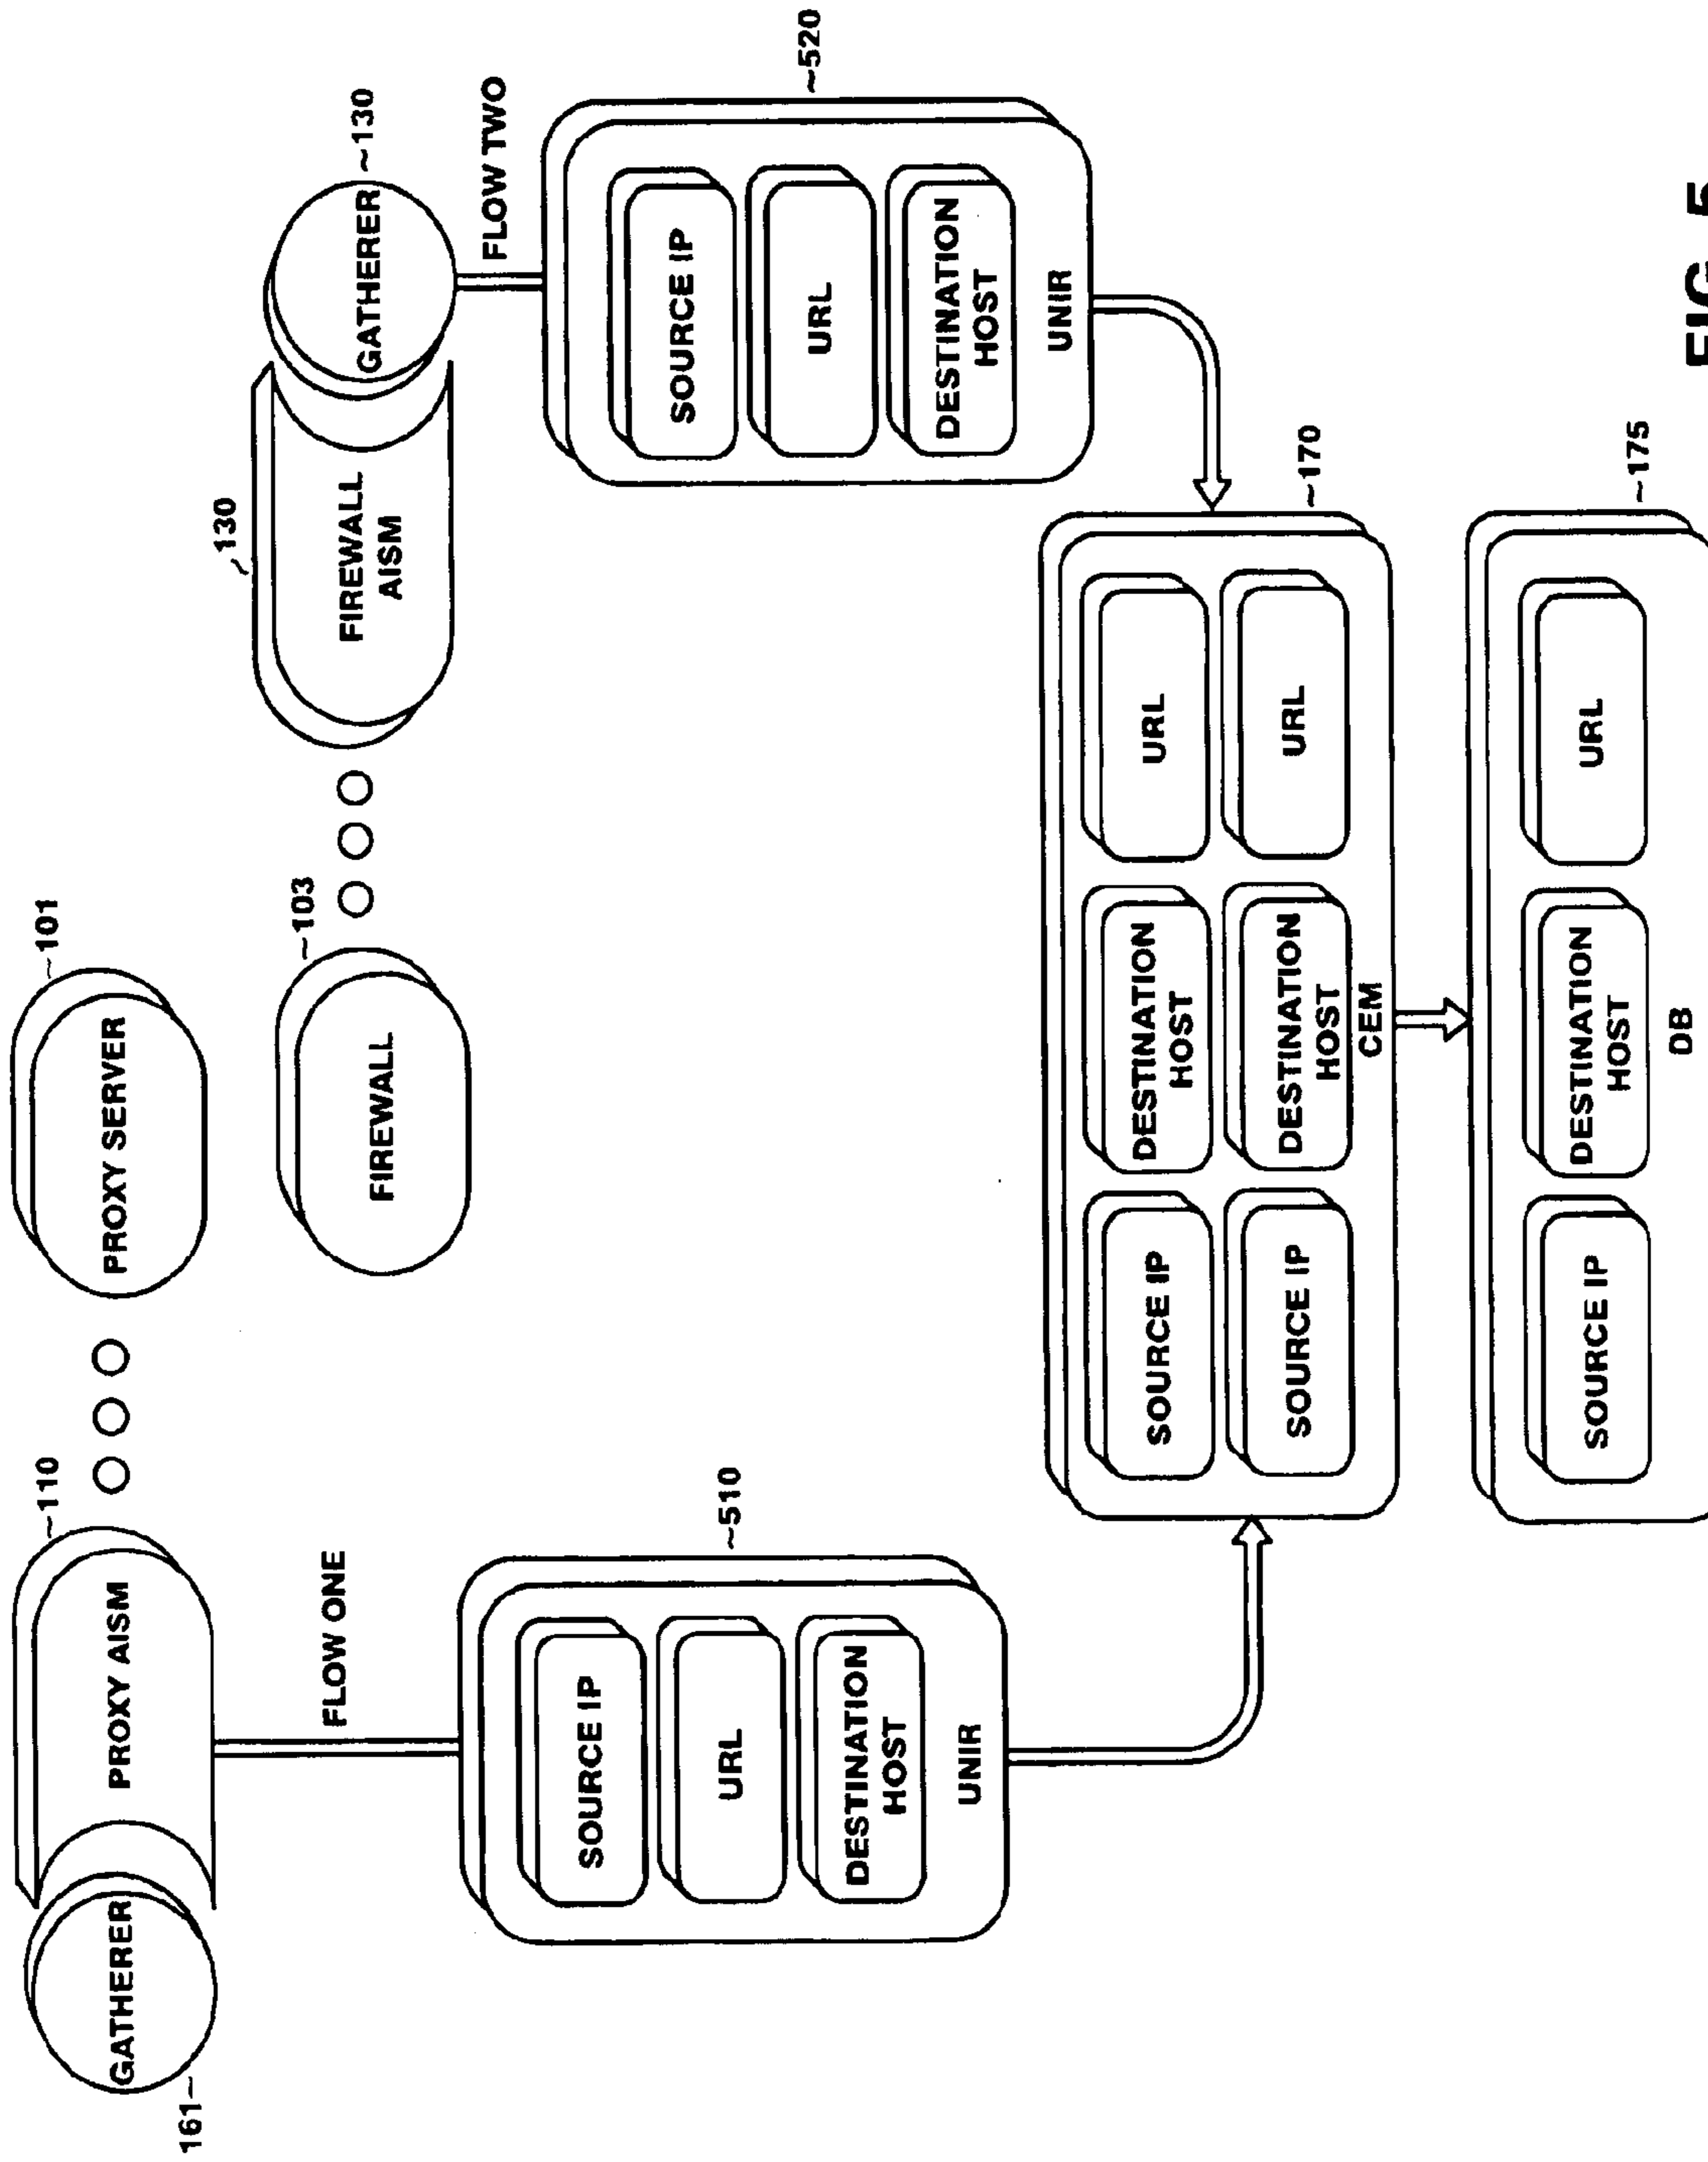 161~
GATHERER
PROXY AISM
~110
PROXY SERVER
~101
FIREWALL
~103
~130
FIREWALL
AISM
GATHERER
~130
FLOW ONE
FLOW TWO
SOURCE IP
URL
DESTINATION
HOST
UNIR
~510
SOURCE IP
URL
DESTINATION
HOST
UNIR
~520
SOURCE IP
DESTINATION
HOST
URL
SOURCE IP
DESTINATION
HOST
URL
CEM
~170
SOURCE IP
DESTINATION
HOST
URL
DB
~175
FIG. 5